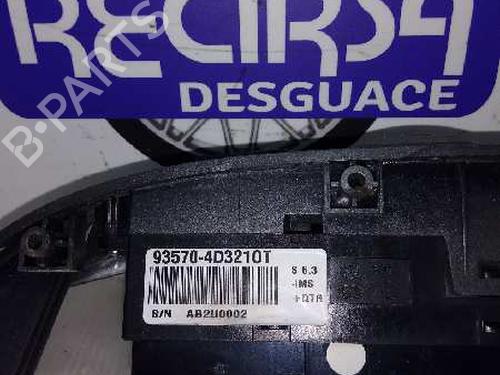 RECIRSA
DESGUACE
B-PARTS
93570-4D3210T
S 6.3
-IMS
+DTA
S/N AB2U0002